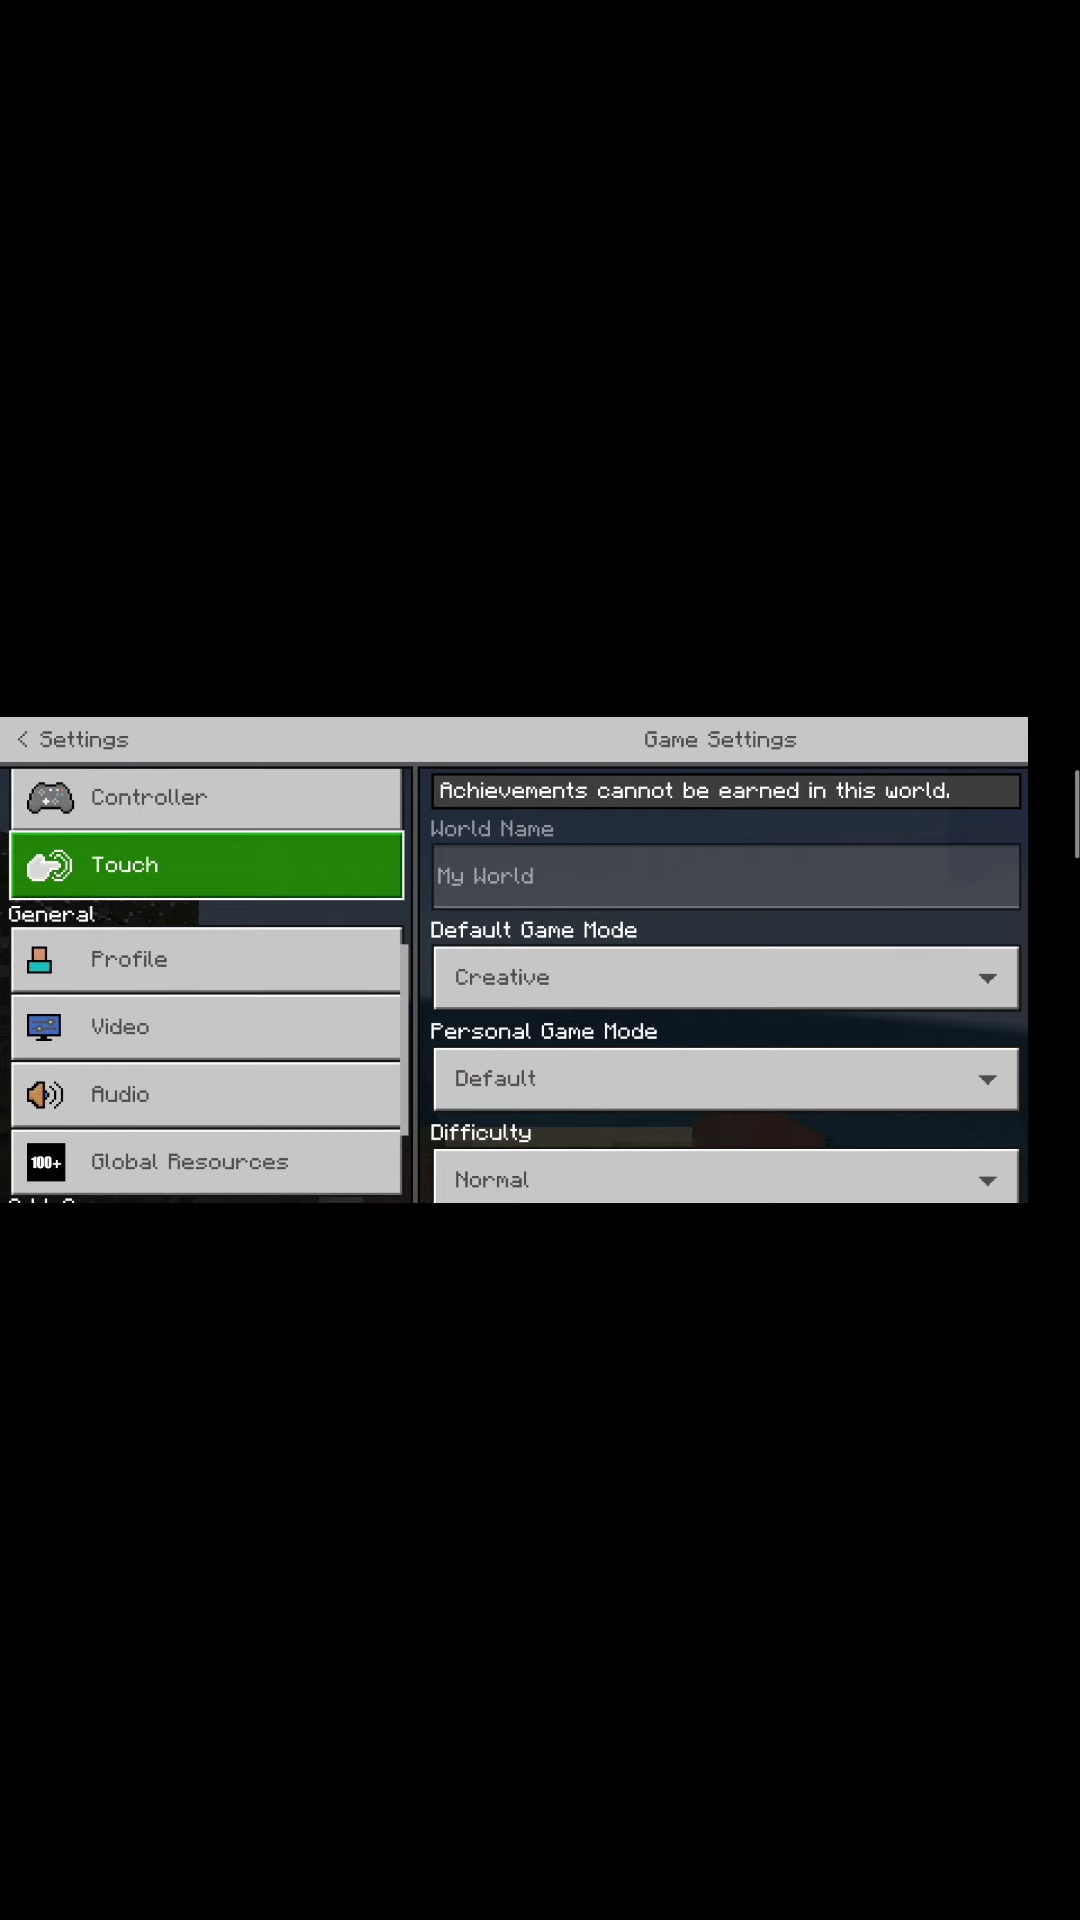 < Settings
Game Settings
Controller
Touch
General
Profile
Video
Audio
100+ Global Resources
Achievements cannot be earned in this world.
World Name
My World
Default Game Mode
Creative
Personal Game Mode
Default
Difficulty
Normal